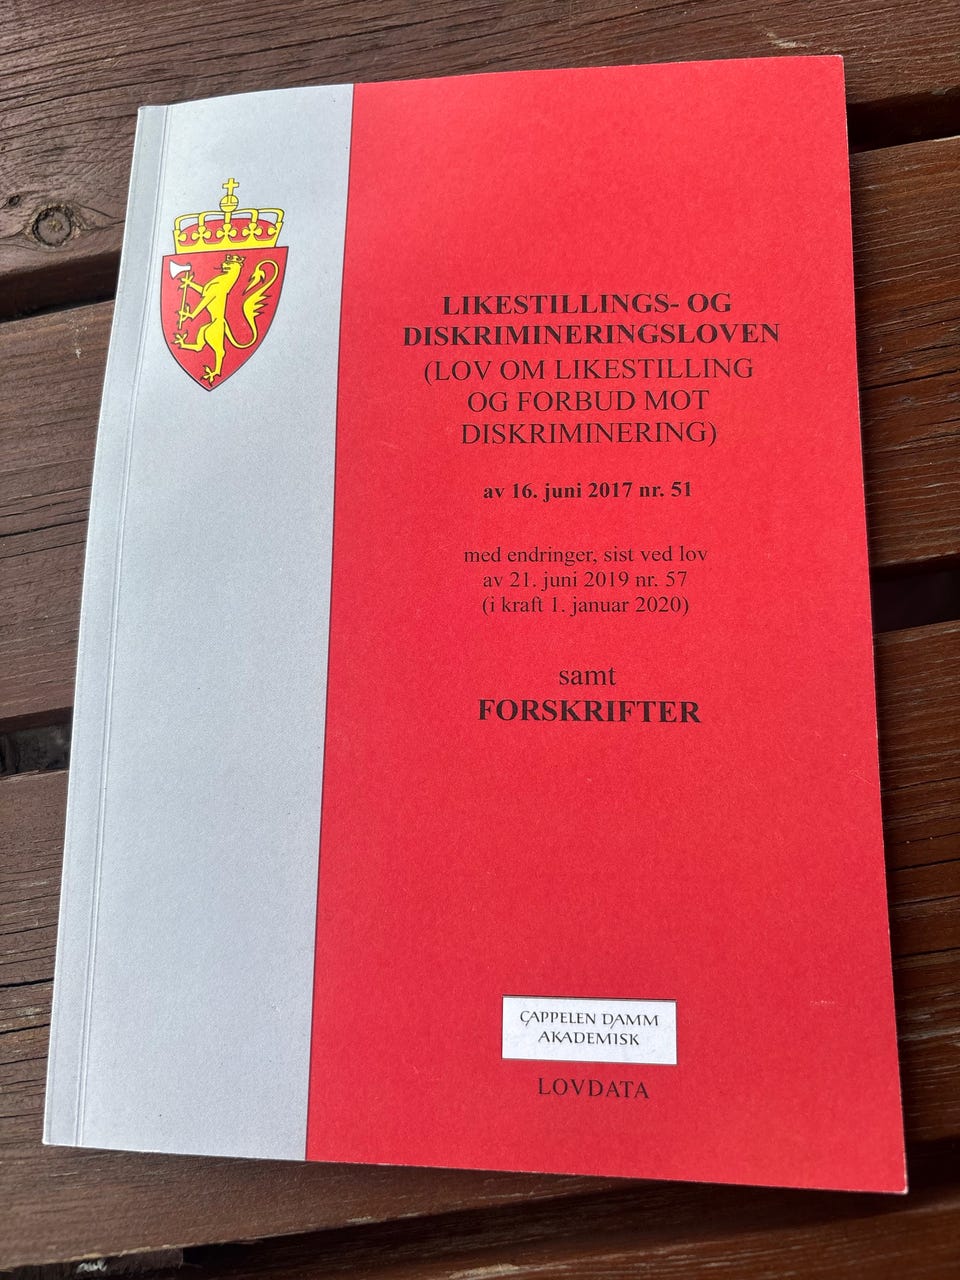 LIKESTILLINGS- OG
DISKRIMINERINGSLOVEN
(LOV OM LIKESTILLING
OG FORBUD MOT
DISKRIMINERING)
av 16. juni 2017 nr. 51
med endringer, sist ved lov
av 21. juni 2019 nr. 57
(i kraft 1. januar 2020)
samt
FORSKRIFTER
CAPPELEN DAMM
AKADEMISK
LOVDATA